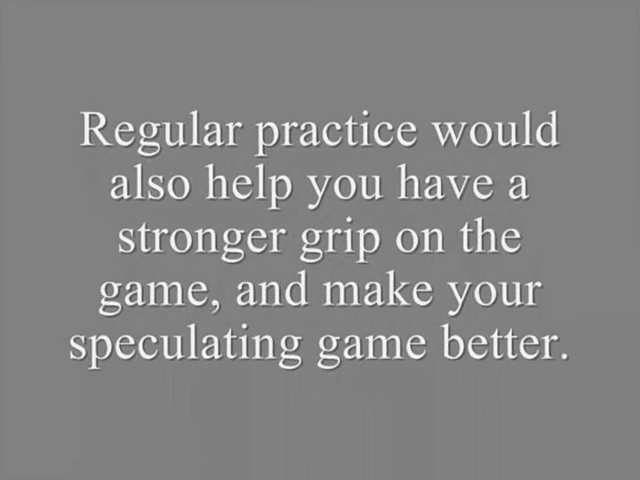 Regular practice would
also help you have a
stronger grip on the
game, and make your
speculating game better.